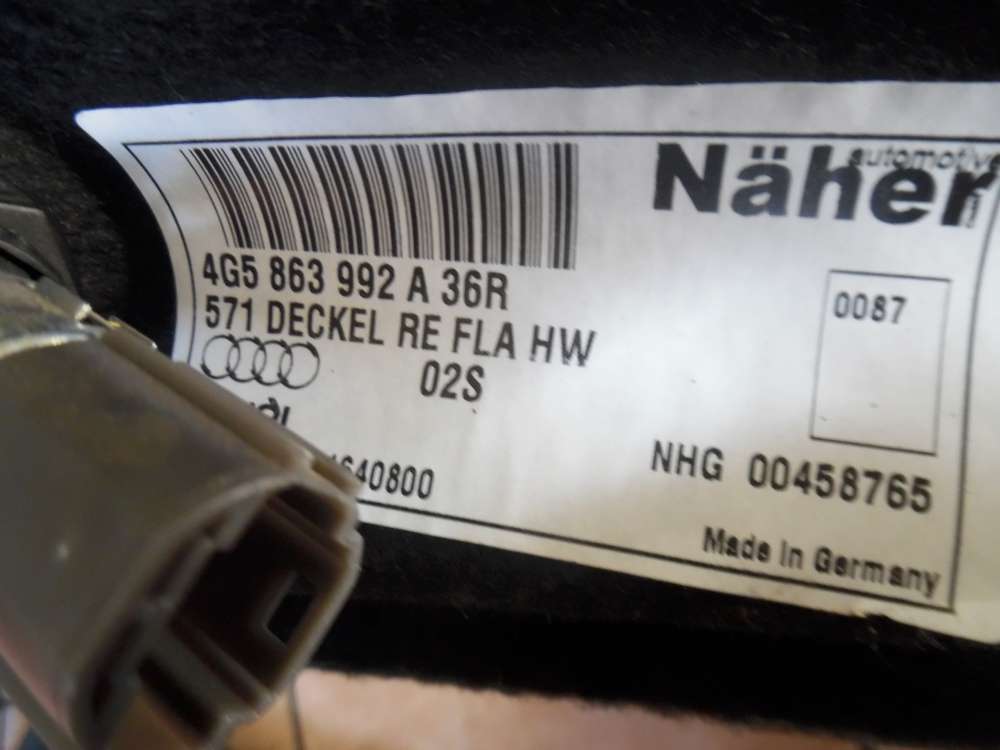 automotive
Näher
4G5 863 992 A 36R
0087
571 DECKEL RE FLA HW
02S
NHG 00458765
Made In Germany